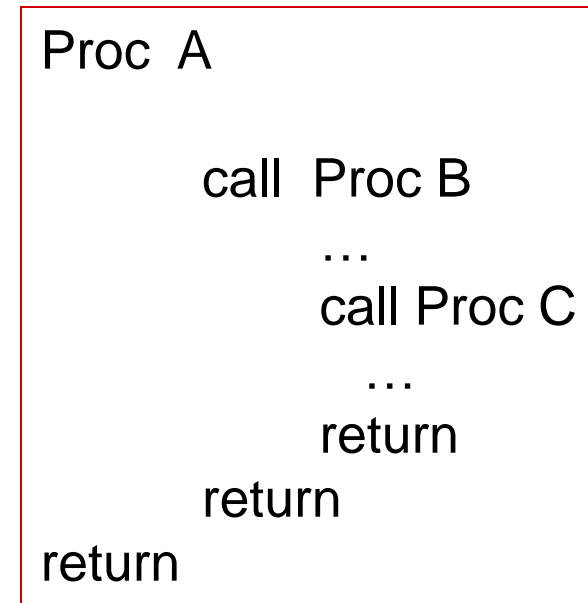 Proc A
call Proc B
…
call Proc C
…
return
return
return